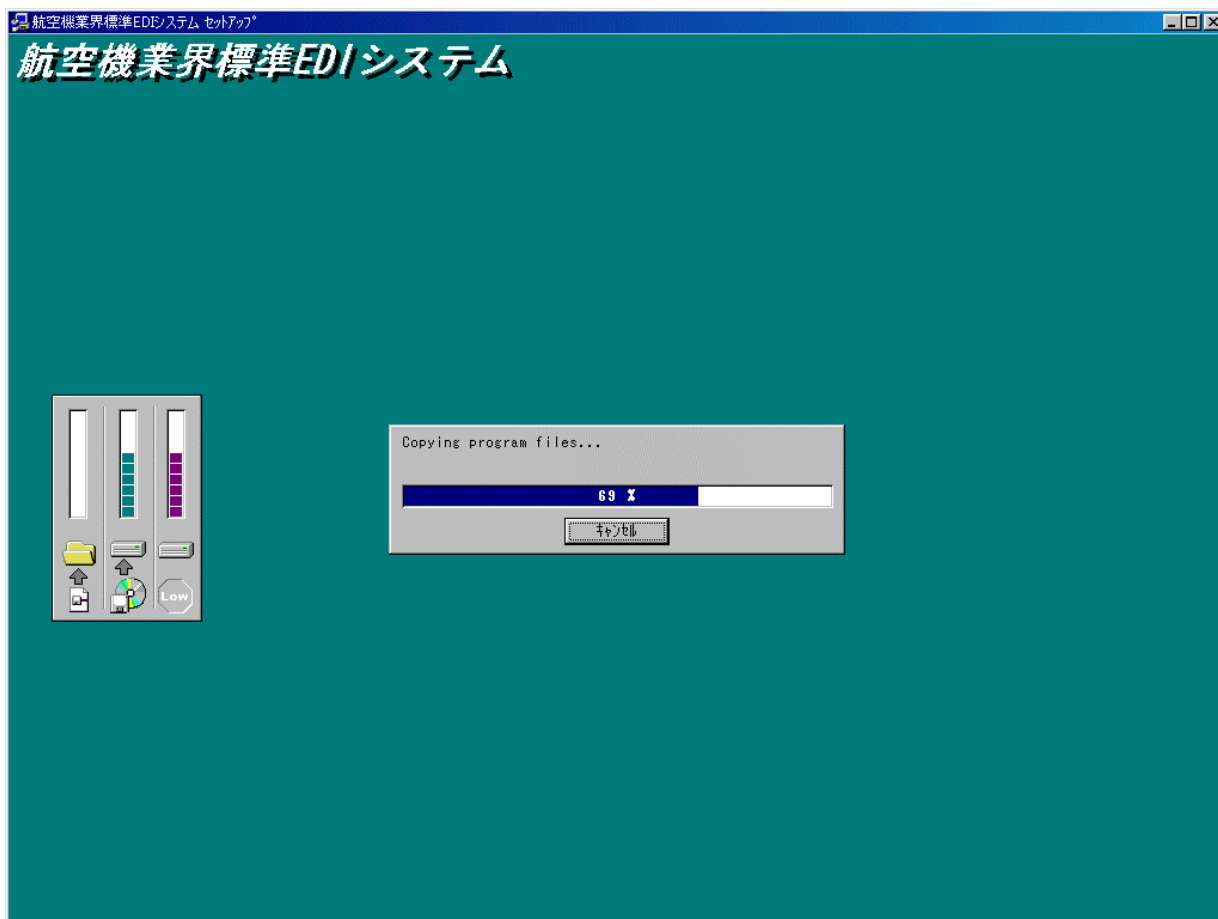 航空機業界標準EDIシステム ｾｯﾄｱｯﾌﾟ
航空機業界標準EDIシステム
Copying program files...
69 %
ｷｬﾝｾﾙ
Low